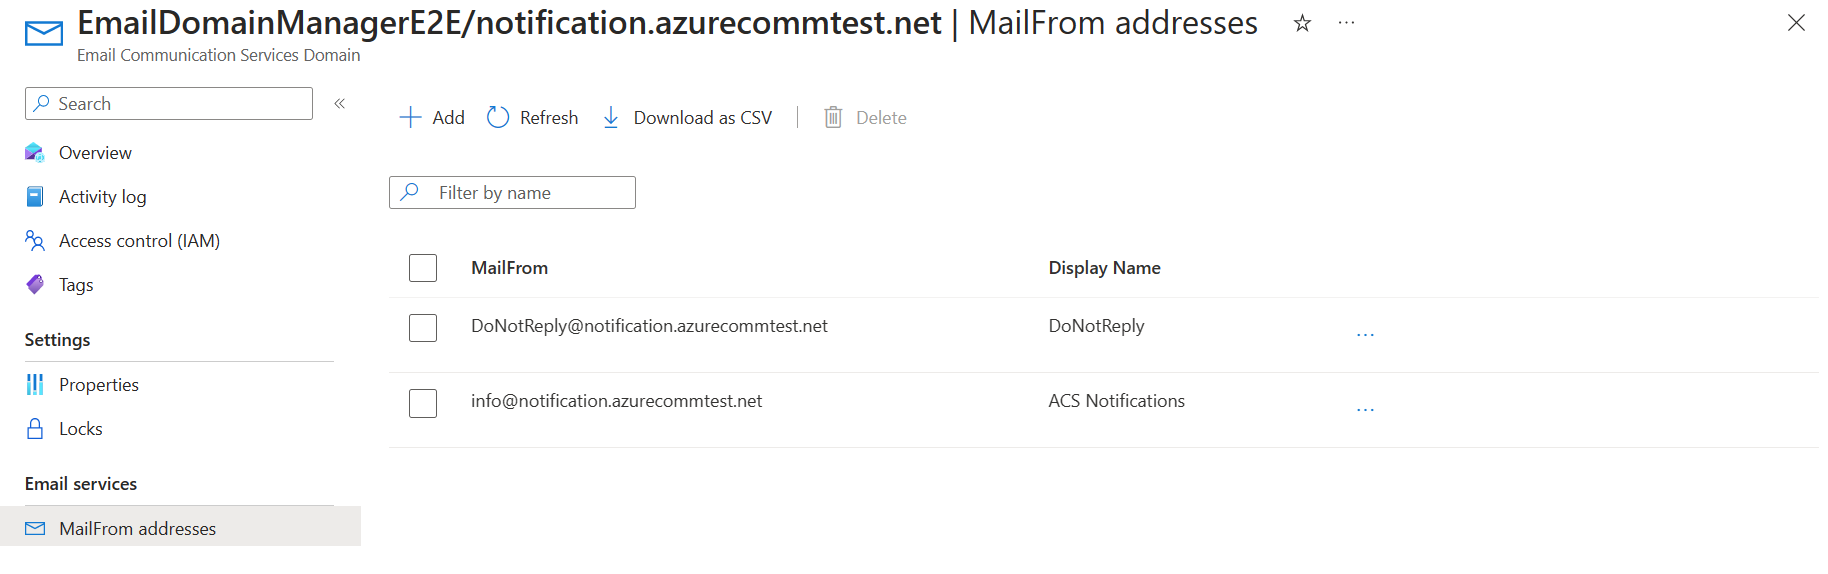 EmailDomainManagerE2E/notification.azurecommtest.net | MailFrom addresses
Email Communication Services Domain
Search
Overview
Activity log
Access control (IAM)
Tags
Settings
Properties
Locks
Email services
MailFrom addresses
Add Refresh Download as CSV Delete
Filter by name
MailFrom Display Name
DoNotReply@notification.azurecommtest.net DoNotReply
info@notification.azurecommtest.net ACS Notifications